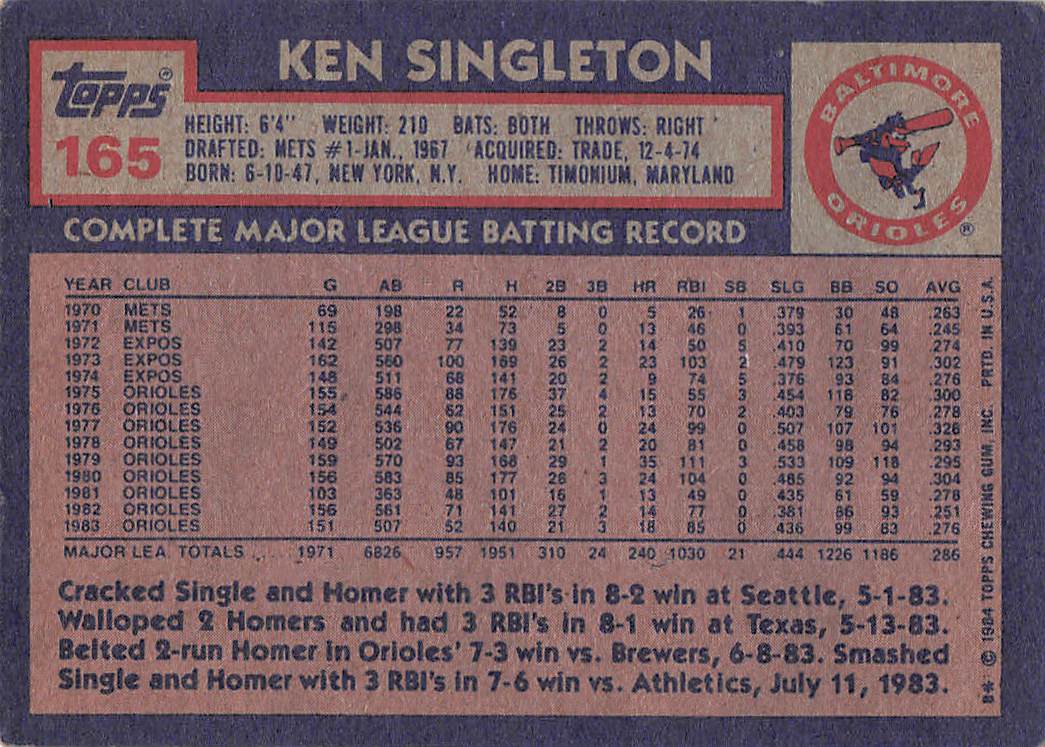 KEN SINGLETON
topps®
165
HEIGHT: 6'4" WEIGHT: 210 BATS: BOTH THROWS: RIGHT
DRAFTED: METS #1-JAN., 1967 ACQUIRED: TRADE, 12-4-74
BORN: 6-10-47, NEW YORK, N.Y. HOME: TIMONIUM, MARYLAND
BALTIMORE
ORIOLES®
COMPLETE MAJOR LEAGUE BATTING RECORD
YEAR CLUB G AB R H 2B 3B HR RBI SB SLG BB SO AVG
1970 METS 69 198 22 52 8 0 5 26 1 .379 30 48 .263
1971 METS 115 298 34 73 5 0 13 46 0 .393 61 64 .245
1972 EXPOS 142 507 77 139 23 2 14 50 5 .410 70 99 .274
1973 EXPOS 162 560 100 169 26 2 23 103 2 .479 123 91 .302
1974 EXPOS 148 511 68 141 20 2 9 74 5 .376 93 84 .276
1975 ORIOLES 155 586 88 176 37 4 15 55 3 .454 118 82 .300
1976 ORIOLES 154 544 62 151 25 2 13 70 2 .403 79 76 .278
1977 ORIOLES 152 536 90 176 24 0 24 99 0 .507 107 101 .328
1978 ORIOLES 149 502 67 147 21 2 20 81 0 .458 98 94 .293
1979 ORIOLES 159 570 93 168 29 1 35 111 3 .533 109 118 .295
1980 ORIOLES 156 583 85 177 28 3 24 104 0 .485 92 94 .304
1981 ORIOLES 103 363 48 101 16 1 13 49 0 .435 61 59 .278
1982 ORIOLES 156 561 71 141 27 2 14 77 0 .381 86 93 .251
1983 ORIOLES 151 507 52 140 21 3 18 85 0 .436 99 83 .276
MAJOR LEA. TOTALS 1971 6826 957 1951 310 24 240 1030 21 .444 1226 1186 .286
Cracked Single and Homer with 3 RBI's in 8-2 win at Seattle, 5-1-83.
Walloped 2 Homers and had 3 RBI's in 8-1 win at Texas, 5-13-83.
Belted 2-run Homer in Orioles' 7-3 win vs. Brewers, 6-8-83. Smashed
Single and Homer with 3 RBI's in 7-6 win vs. Athletics, July 11, 1983.
B* © 1984 TOPPS CHEWING GUM, INC. PRTD. IN U.S.A.